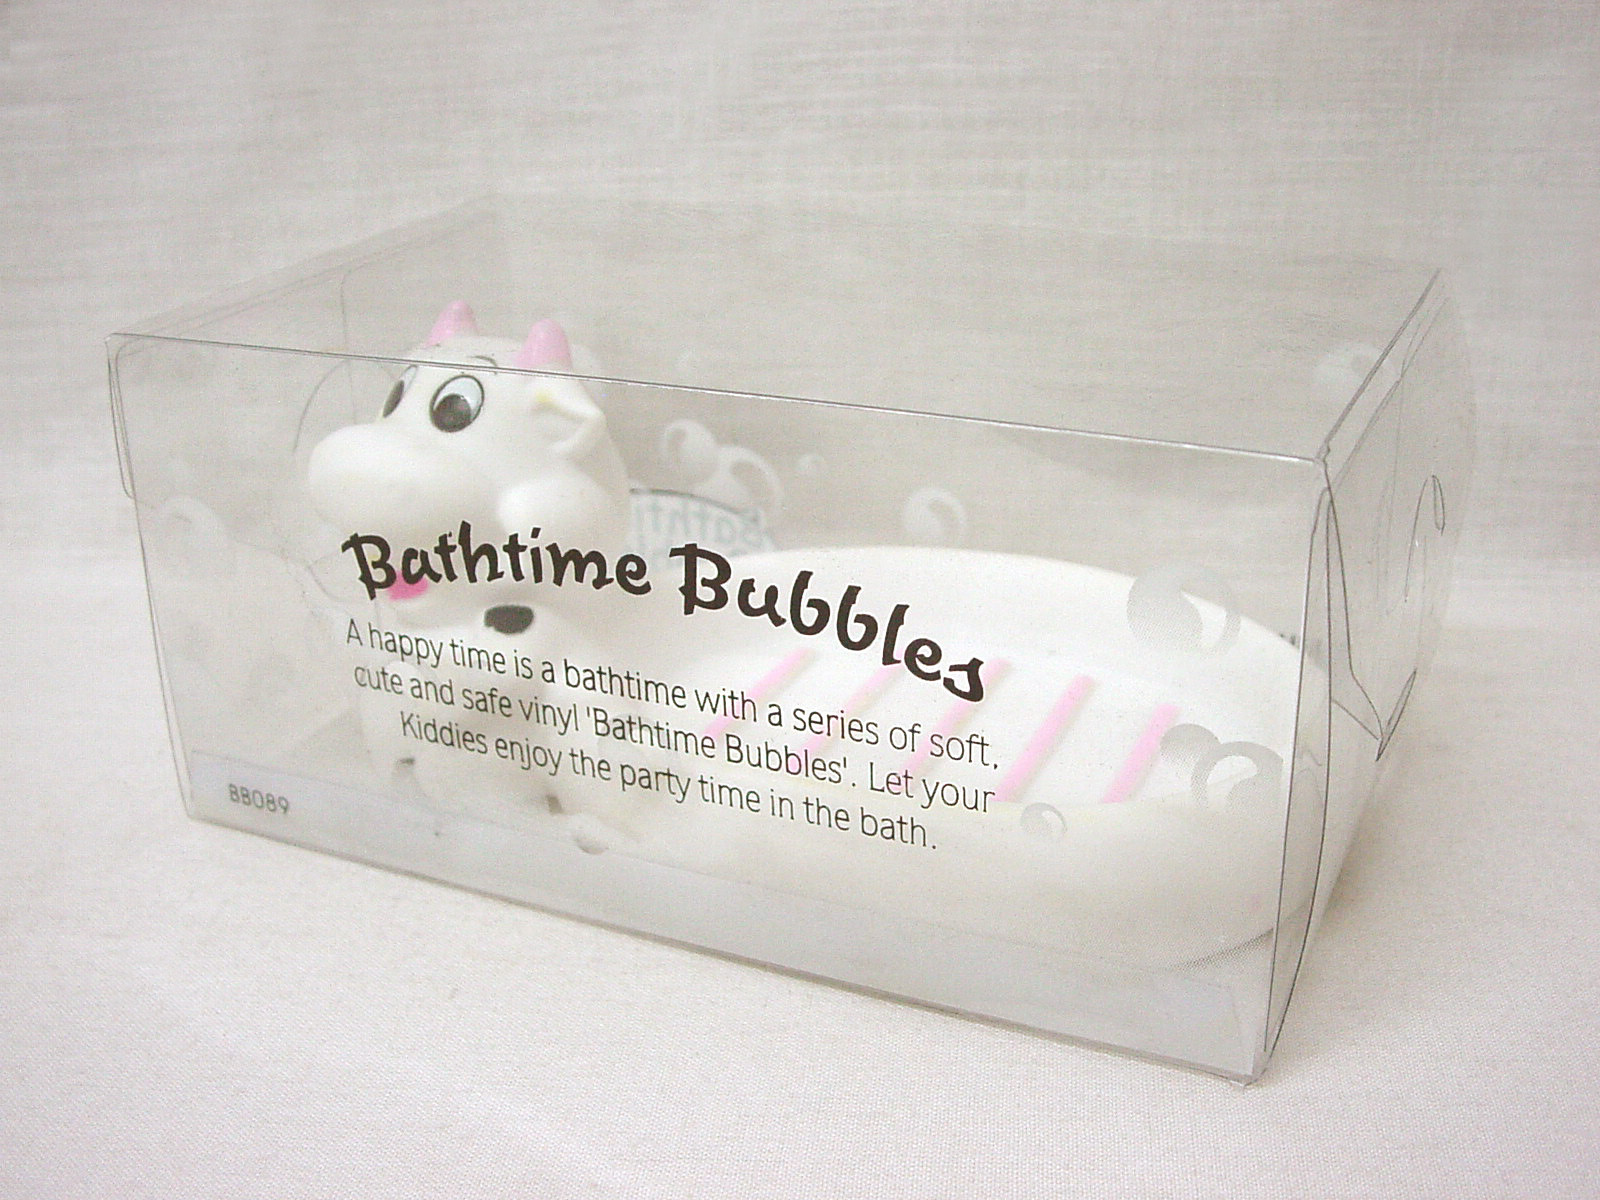 Bathtime Bubbles
A happy time is a bathtime with a series of soft,
cute and safe vinyl 'Bathtime Bubbles'. Let your
Kiddies enjoy the party time in the bath.
88089